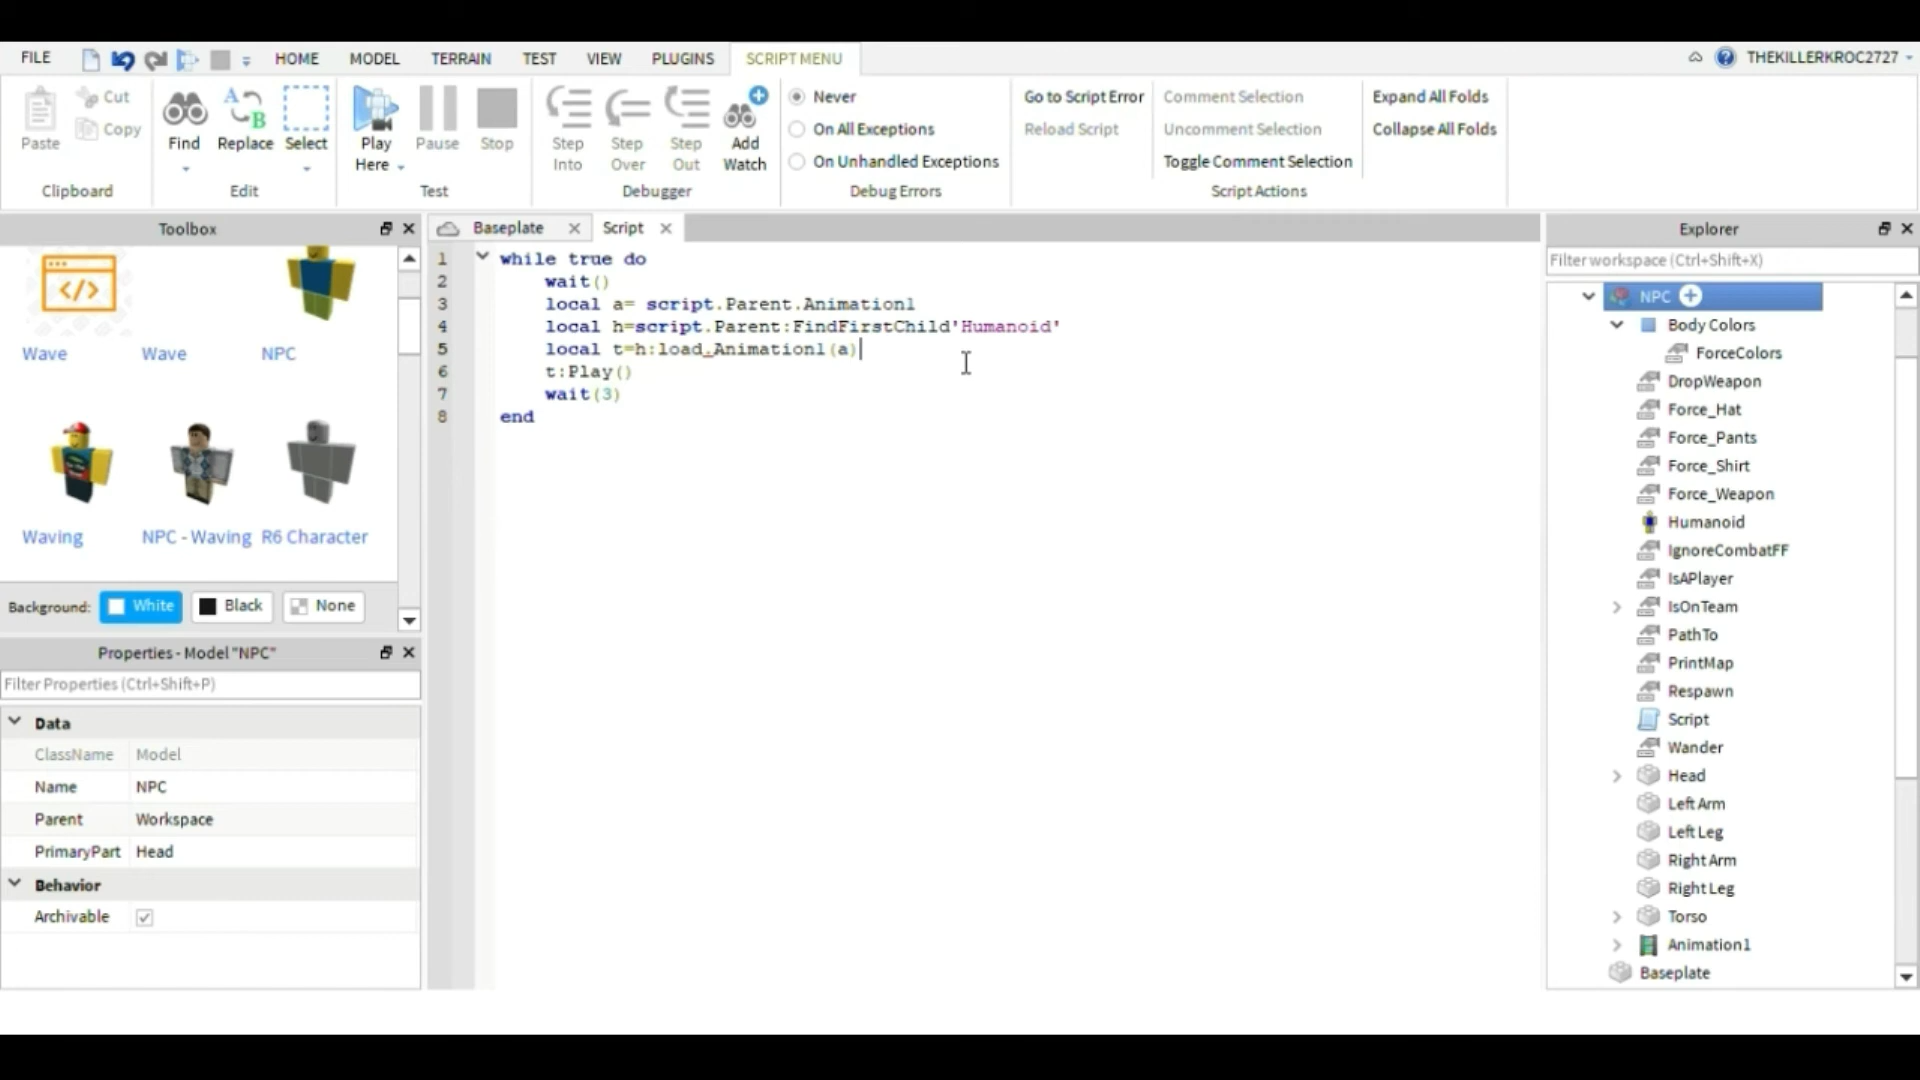 FILE HOME MODEL TERRAIN TEST VIEW PLUGINS SCRIPT MENU THEKILLERKROC2727
Paste Cut Copy
Clipboard
Find Replace Select
Edit
Play Here Pause Stop
Test
Step Into Step Over Step Out Add Watch
Debugger
Never
On All Exceptions
On Unhandled Exceptions
Debug Errors
Go to Script Error
Reload Script
Comment Selection
Uncomment Selection
Toggle Comment Selection
Script Actions
Expand All Folds
Collapse All Folds
Toolbox
Wave Wave NPC
Waving NPC - Waving R6 Character
Background: White Black None
Properties - Model "NPC"
Filter Properties (Ctrl+Shift+P)
Data
ClassName Model
Name NPC
Parent Workspace
PrimaryPart Head
Behavior
Archivable
Baseplate Script
1 while true do
2 wait()
3 local a= script.Parent.Animation1
4 local h=script.Parent:FindFirstChild'Humanoid'
5 local t=h:load.Animation1(a)
6 t:Play()
7 wait(3)
8 end
Explorer
Filter workspace (Ctrl+Shift+X)
NPC
Body Colors
ForceColors
DropWeapon
Force_Hat
Force_Pants
Force_Shirt
Force_Weapon
Humanoid
IgnoreCombatFF
IsAPlayer
IsOnTeam
PathTo
PrintMap
Respawn
Script
Wander
Head
Left Arm
Left Leg
Right Arm
Right Leg
Torso
Animation1
Baseplate